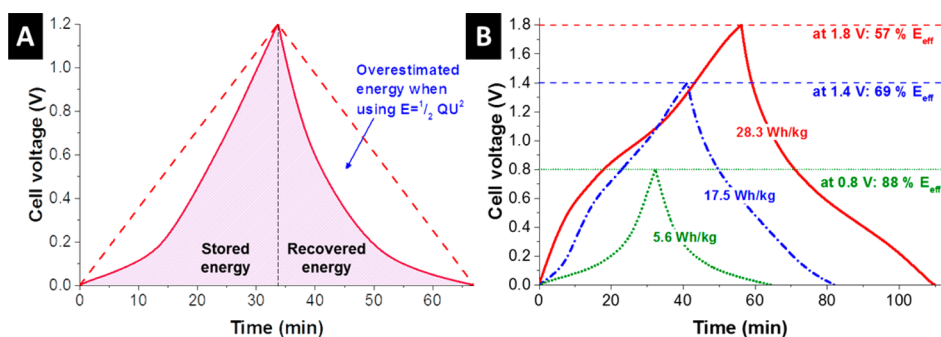 A
Cell voltage (V)
1.2
1.0
0.8
0.6
0.4
0.2
0.0
0
10
20
30
40
50
60
Time (min)
Overestimated
energy when
using E=1/2 QU²
Stored
energy
Recovered
energy
B
Cell voltage (V)
1.8
1.6
1.4
1.2
1.0
0.8
0.6
0.4
0.2
0.0
0
20
40
60
80
100
Time (min)
at 1.8 V: 57 % Eeff
at 1.4 V: 69 % Eeff
28.3 Wh/kg
at 0.8 V: 88 % Eeff
17.5 Wh/kg
5.6 Wh/kg